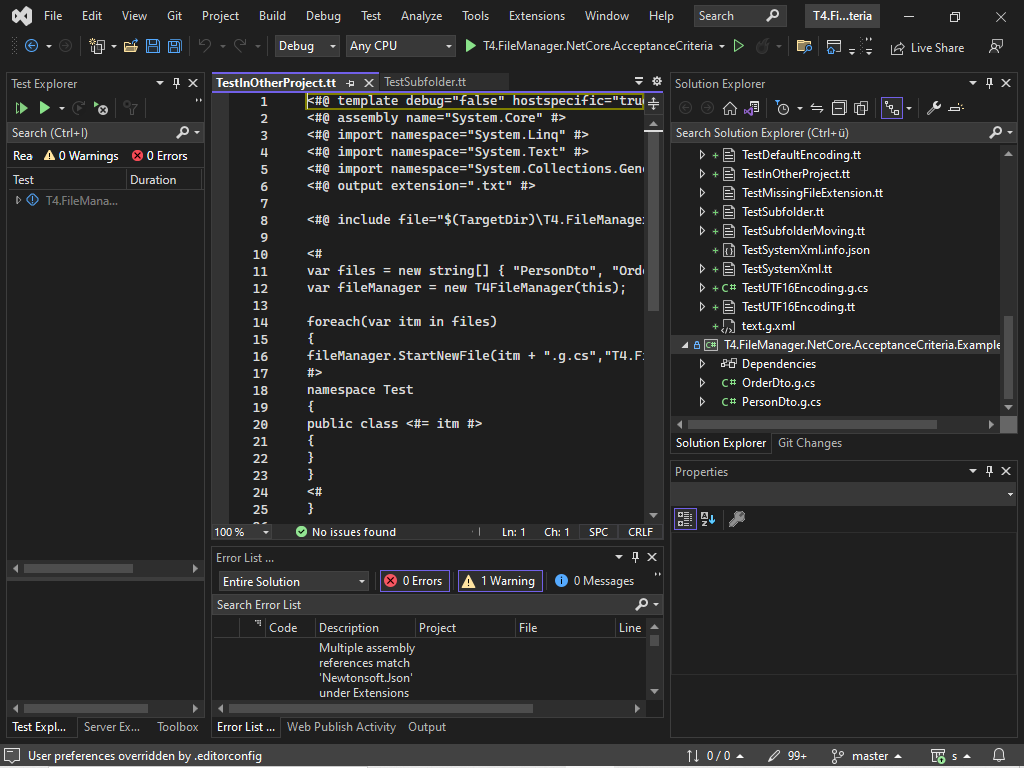 File Edit View Git Project Build Debug Test Analyze Tools Extensions Window Help Search T4.Fi...teria
Debug Any CPU T4.FileManager.NetCore.AcceptanceCriteria Live Share
Test Explorer
Search (Ctrl+I)
Rea 0 Warnings 0 Errors
Test Duration
T4.FileMana...
Test Expl... Server Ex... Toolbox
TestInOtherProject.tt TestSubfolder.tt
1 <#@ template debug="false" hostspecific="tru
2 <#@ assembly name="System.Core" #>
3 <#@ import namespace="System.Linq" #>
4 <#@ import namespace="System.Text" #>
5 <#@ import namespace="System.Collections.Gen
6 <#@ output extension=".txt" #>
7
8 <#@ include file="$(TargetDir)\T4.FileManager
9
10 <#
11 var files = new string[] { "PersonDto", "Ord
12 var fileManager = new T4FileManager(this);
13
14 foreach(var itm in files)
15 {
16 fileManager.StartNewFile(itm + ".g.cs","T4.F
17 #>
18 namespace Test
19 {
20 public class <#= itm #>
21 {
22 }
23 }
24 <#
25 }
100 % No issues found Ln: 1 Ch: 1 SPC CRLF
Error List ...
Entire Solution 0 Errors 1 Warning 0 Messages
Search Error List
Code Description Project File Line
Multiple assembly
references match
'Newtonsoft.Json'
under Extensions
Error List ... Web Publish Activity Output
Solution Explorer
Search Solution Explorer (Ctrl+ü)
TestDefaultEncoding.tt
TestInOtherProject.tt
TestMissingFileExtension.tt
TestSubfolder.tt
TestSubfolderMoving.tt
TestSystemXml.info.json
TestSystemXml.tt
C# TestUTF16Encoding.g.cs
TestUTF16Encoding.tt
text.g.xml
C# T4.FileManager.NetCore.AcceptanceCriteria.Example
Dependencies
C# OrderDto.g.cs
C# PersonDto.g.cs
Solution Explorer Git Changes
Properties
User preferences overridden by .editorconfig 0 / 0 99+ master s